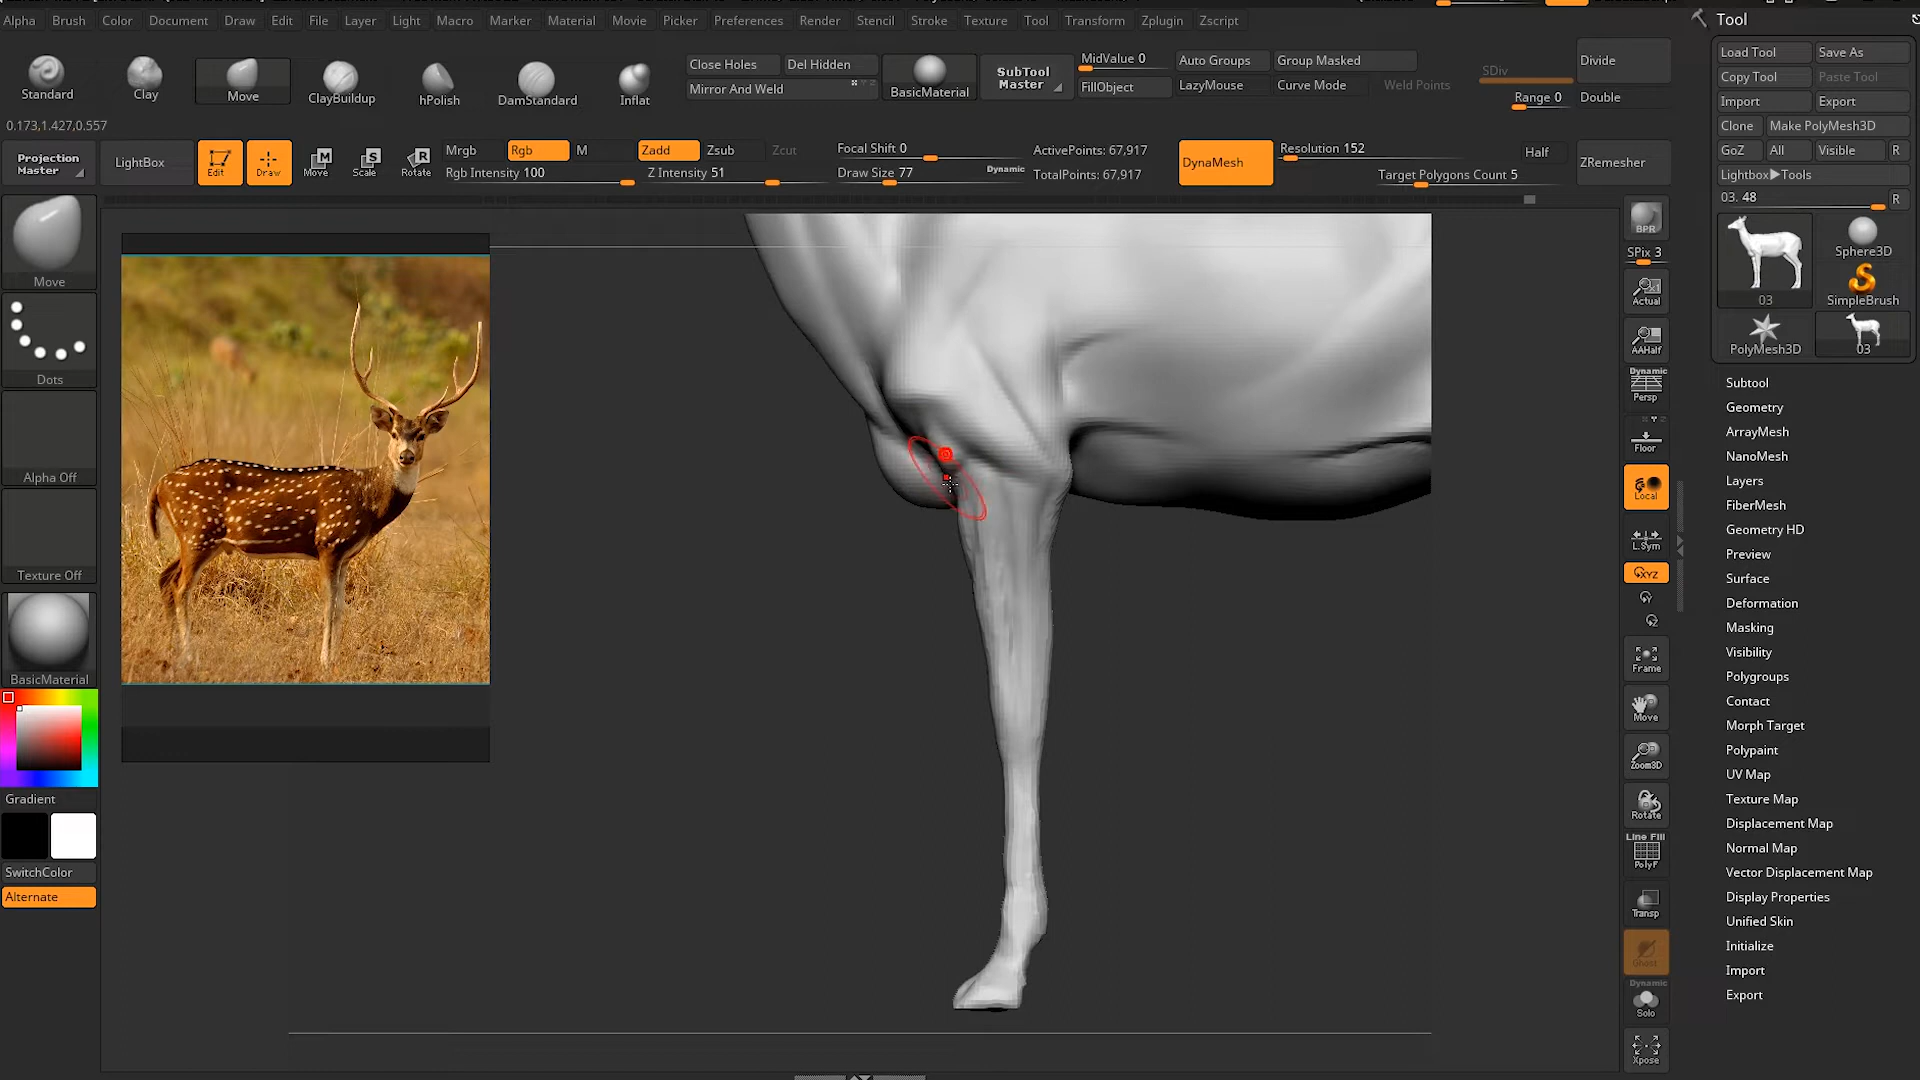 Alpha Brush Color Document Draw Edit File Layer Light Macro Marker Material Movie Picker Preferences Render Stencil Stroke Texture Tool Transform Zplugin Zscript
Standard
Clay
Move
ClayBuildup
hPolish
DamStandard
Inflat
Close Holes
Del Hidden
Mirror And Weld
BasicMaterial
SubTool
Master
MidValue 0
FillObject
Auto Groups
Group Masked
LazyMouse
Curve Mode
Weld Points
SDiv
Divide
Range 0
Double
0.173,1.427,0.557
Projection
Master
LightBox
Edit
Draw
Move
Scale
Rotate
Mrgb
Rgb
M
Rgb Intensity 100
Zadd
Zsub
Zcut
Z Intensity 51
Focal Shift 0
Draw Size 77
Dynamic
ActivePoints: 67,917
TotalPoints: 67,917
DynaMesh
Resolution 152
Half
Target Polygons Count 5
ZRemesher
Move
Dots
Alpha Off
Texture Off
BasicMaterial
Gradient
SwitchColor
Alternate
BPR
SPix 3
Actual
AAHalf
Dynamic
Persp
Floor
Local
L.Sym
XYZ
Frame
Move
Zoom3D
Rotate
Line Fill
PolyF
Transp
Ghost
Dynamic
Solo
Xpose
Tool
Load Tool
Save As
Copy Tool
Paste Tool
Import
Export
Clone
Make PolyMesh3D
GoZ
All
Visible
R
Lightbox▶Tools
03. 48
R
03
Sphere3D
SimpleBrush
PolyMesh3D
03
Subtool
Geometry
ArrayMesh
NanoMesh
Layers
FiberMesh
Geometry HD
Preview
Surface
Deformation
Masking
Visibility
Polygroups
Contact
Morph Target
Polypaint
UV Map
Texture Map
Displacement Map
Normal Map
Vector Displacement Map
Display Properties
Unified Skin
Initialize
Import
Export